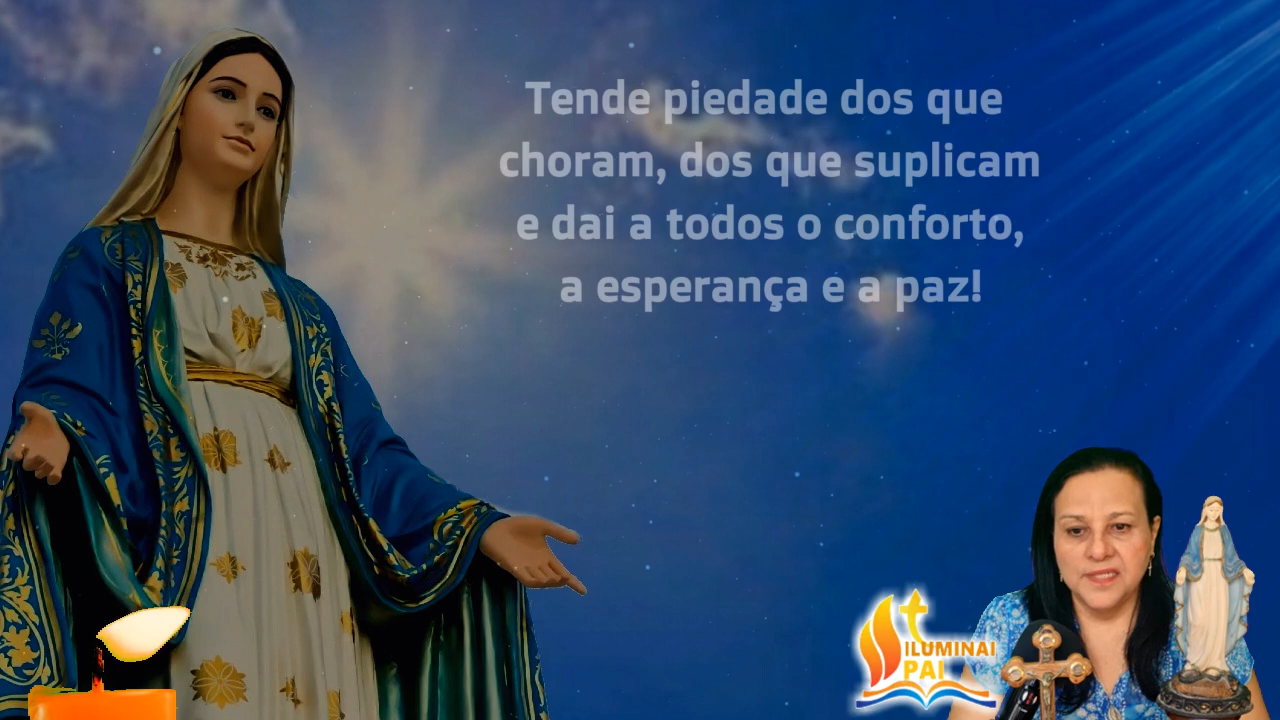 Tende piedade dos que
choram, dos que suplicam
e dai a todos o conforto,
a esperança e a paz!
ILUMINAI
PAI